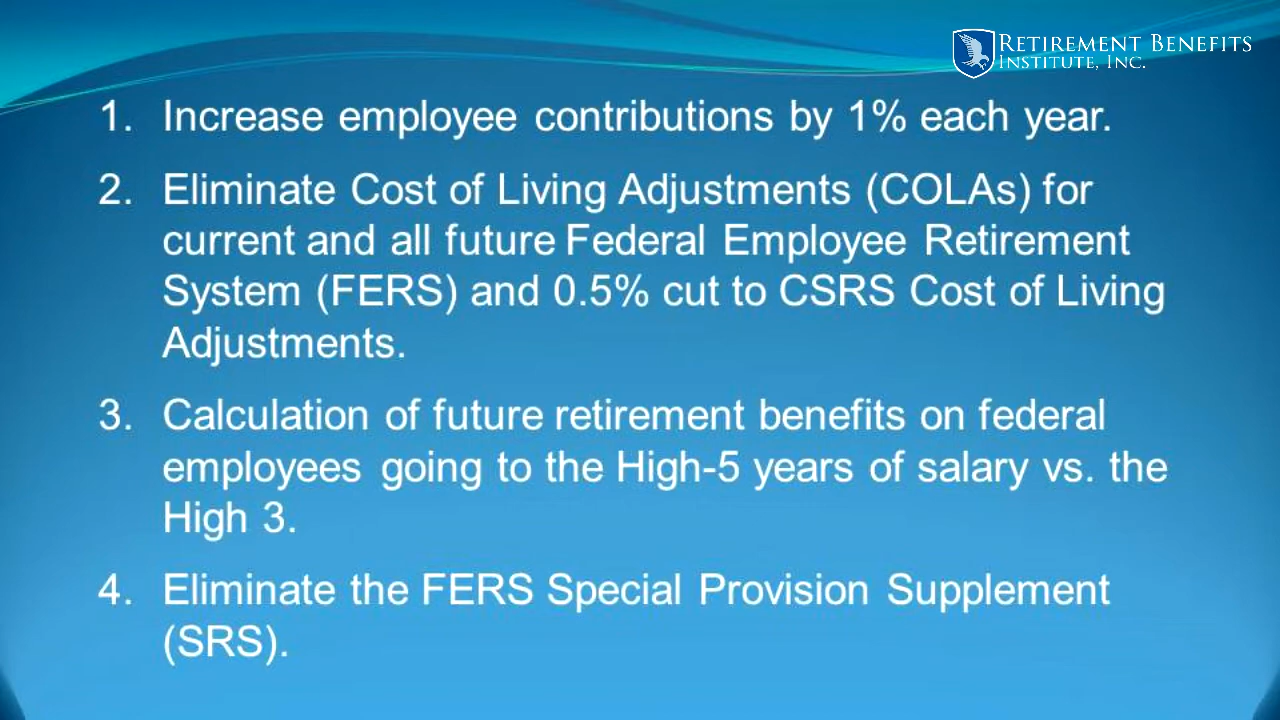 RETIREMENT BENEFITS
INSTITUTE, INC.
1. Increase employee contributions by 1% each year.
2. Eliminate Cost of Living Adjustments (COLAs) for
current and all future Federal Employee Retirement
System (FERS) and 0.5% cut to CSRS Cost of Living
Adjustments.
3. Calculation of future retirement benefits on federal
employees going to the High-5 years of salary vs. the
High 3.
4. Eliminate the FERS Special Provision Supplement
(SRS).